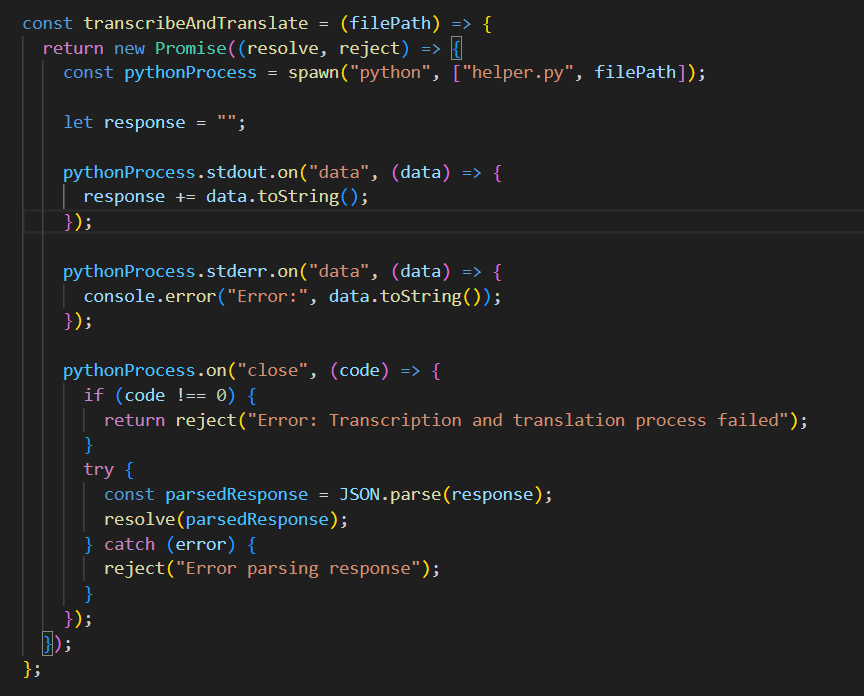 const transcribeAndTranslate = (filePath) => {
  return new Promise((resolve, reject) => {
    const pythonProcess = spawn("python", ["helper.py", filePath]);

    let response = "";

    pythonProcess.stdout.on("data", (data) => {
      response += data.toString();
    });

    pythonProcess.stderr.on("data", (data) => {
      console.error("Error:", data.toString());
    });

    pythonProcess.on("close", (code) => {
      if (code !== 0) {
        return reject("Error: Transcription and translation process failed");
      }
      try {
        const parsedResponse = JSON.parse(response);
        resolve(parsedResponse);
      } catch (error) {
        reject("Error parsing response");
      }
    });
  });
};